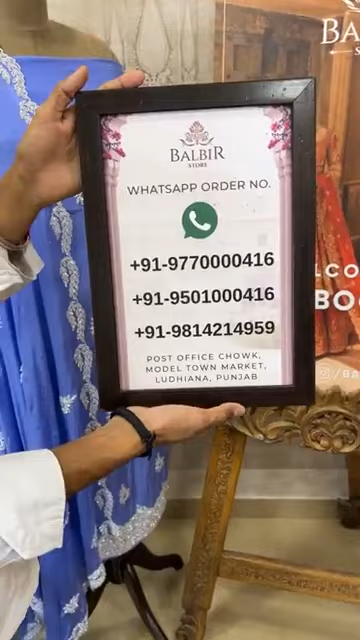 BALBIR
STORE
WHATSAPP ORDER NO.
+91-9770000416
+91-9501000416
+91-9814214959
POST OFFICE CHOWK,
MODEL TOWN MARKET,
LUDHIANA, PUNJAB